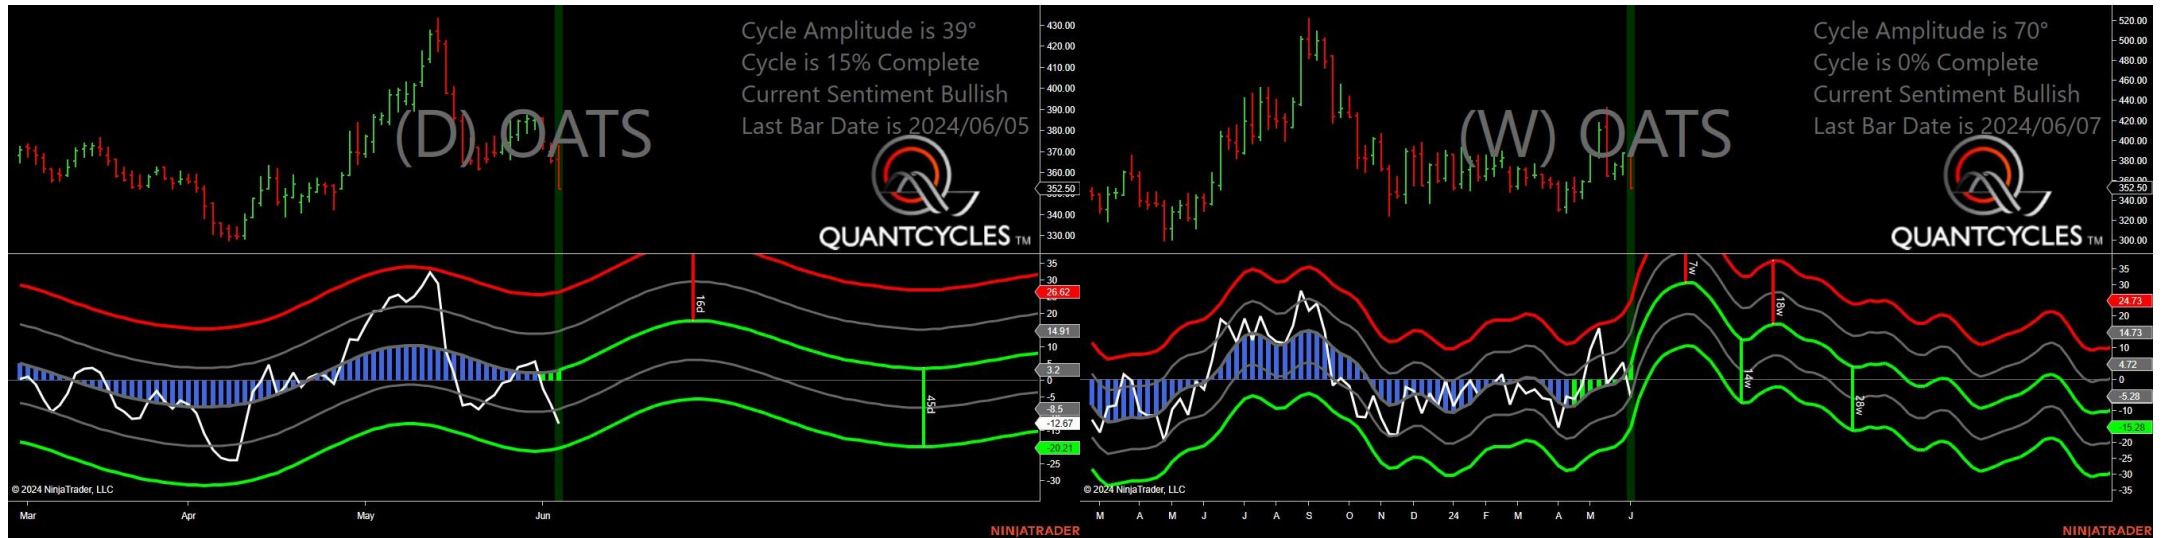 Cycle Amplitude is 39°
Cycle is 15% Complete
Current Sentiment Bullish
Last Bar Date is 2024/06/05
(D) OATS
QUANTCYCLES TM
430.00
420.00
410.00
400.00
390.00
380.00
370.00
360.00
352.50
340.00
330.00
35
30
26.62
20
14.91
10
5
3.2
0
-5
-8.5
-12.67
-15
-20.21
-25
-30
16d
45d
© 2024 NinjaTrader, LLC
Mar Apr May Jun
NINJATRADER
Cycle Amplitude is 70°
Cycle is 0% Complete
Current Sentiment Bullish
Last Bar Date is 2024/06/07
(W) OATS
QUANTCYCLES TM
520.00
500.00
480.00
460.00
440.00
420.00
400.00
380.00
360.00
352.50
340.00
320.00
300.00
35
30
24.73
20
14.73
10
4.72
0
-5.28
-10
-15.28
-20
-25
-30
-35
7w
18w
14w
28w
© 2024 NinjaTrader, LLC
M A M J J A S O N D 24 F M A M J
NINJATRADER